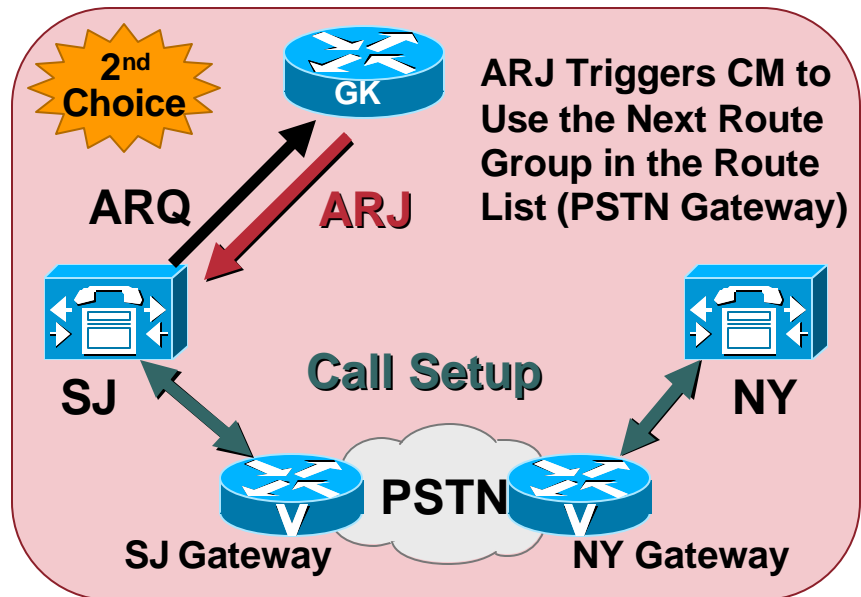 2nd
Choice
GK
ARJ Triggers CM to
Use the Next Route
Group in the Route
List (PSTN Gateway)
ARQ
ARJ
Call Setup
SJ
NY
PSTN
V
V
SJ Gateway
NY Gateway